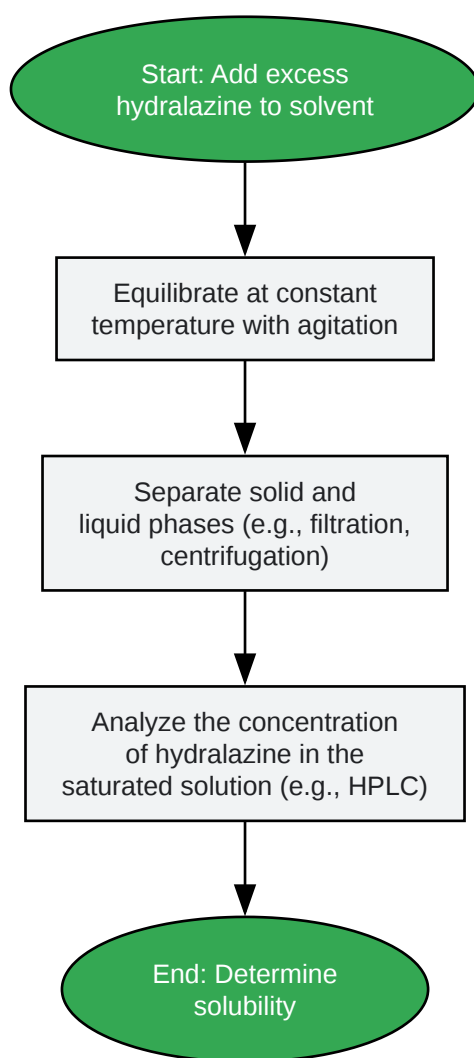 Start: Add excess
hydralazine to solvent
Equilibrate at constant
temperature with agitation
Separate solid and
liquid phases (e.g., filtration,
centrifugation)
Analyze the concentration
of hydralazine in the
saturated solution (e.g., HPLC)
End: Determine
solubility